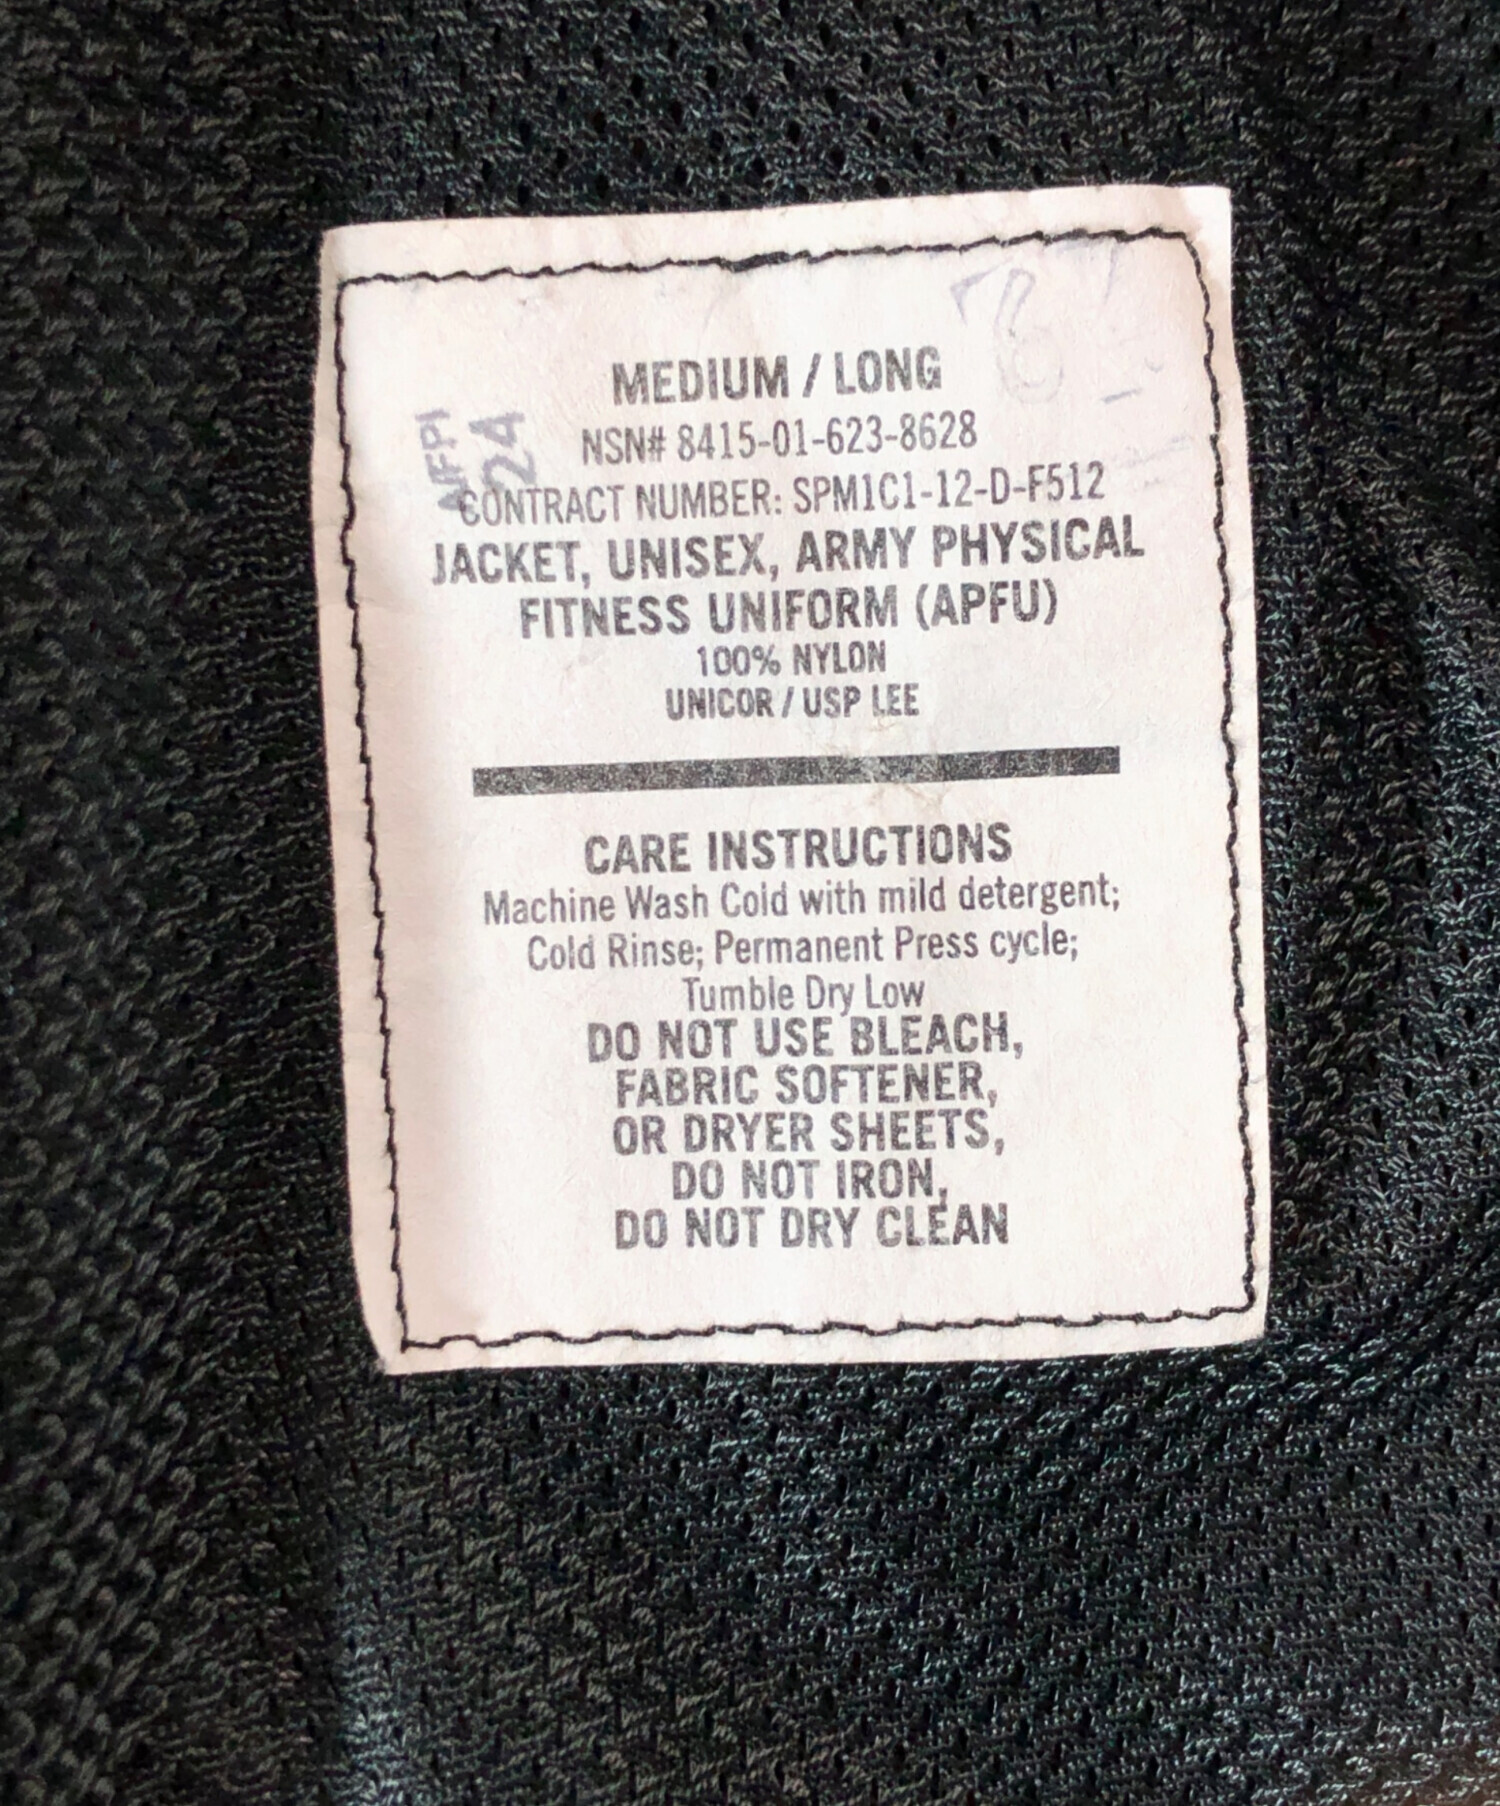 MEDIUM / LONG
NSN# 8415-01-623-8628
24
CONTRACT NUMBER: SPM1C1-12-D-F512
JACKET, UNISEX, ARMY PHYSICAL
FITNESS UNIFORM (APFU)
100% NYLON
UNICOR / USP LEE
CARE INSTRUCTIONS
Machine Wash Cold with mild detergent;
Cold Rinse; Permanent Press cycle;
Tumble Dry Low
DO NOT USE BLEACH,
FABRIC SOFTENER,
OR DRYER SHEETS,
DO NOT IRON,
DO NOT DRY CLEAN